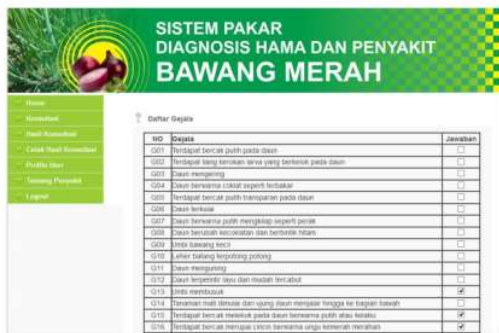 SISTEM PAKAR
DIAGNOSIS HAMA DAN PENYAKIT
BAWANG MERAH
Home
Konsultasi
Hasil Konsultasi
Cetak Hasil Konsultasi
Profile User
Tentang Penyakit
Logout
Daftar Gejala
NO Gejala Jawaban
G01 Terdapat bercak putih pada daun
G02 Terdapat liang kerokan larva yang berkelok pada daun
G03 Daun mengering
G04 Daun berwarna coklat seperti terbakar
G05 Terdapat bercak putih transparan pada daun
G06 Daun terkulai
G07 Daun berwarna putih mengkilap seperti perak
G08 Daun berubah kecoklatan dan berbintik hitam
G09 Umbi bawang kecil
G10 Leher batang terpotong potong
G11 Daun menguning
G12 Daun terpelintir layu dan mudah tercabut
G13 Umbi membusuk
G14 Tanaman mati dimulai dari ujung daun menjalar hingga ke bagian bawah
G15 Terdapat bercak melekuk pada daun berwarna putih atau kelabu
G16 Terdapat bercak merupai cincin berwarna ungu kemerah merahan